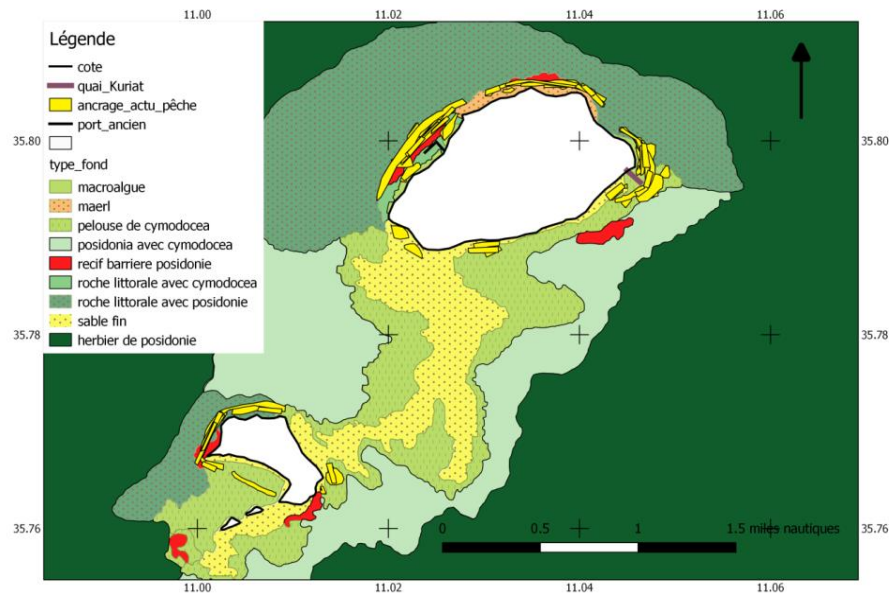 11.00 11.02 11.04 11.06
Légende
cote
quai_Kuriat
ancrage_actu_pêche
port_ancien
type_fond
macroalgue
maerl
pelouse de cymodocea
posidonia avec cymodocea
recif barriere posidonie
roche littorale avec cymodocea
roche littorale avec posidonie
sable fin
herbier de posidonie
35.80 35.80
35.78 35.78
35.76 35.76
0 0.5 1 1.5 miles nautiques
11.00 11.02 11.04 11.06